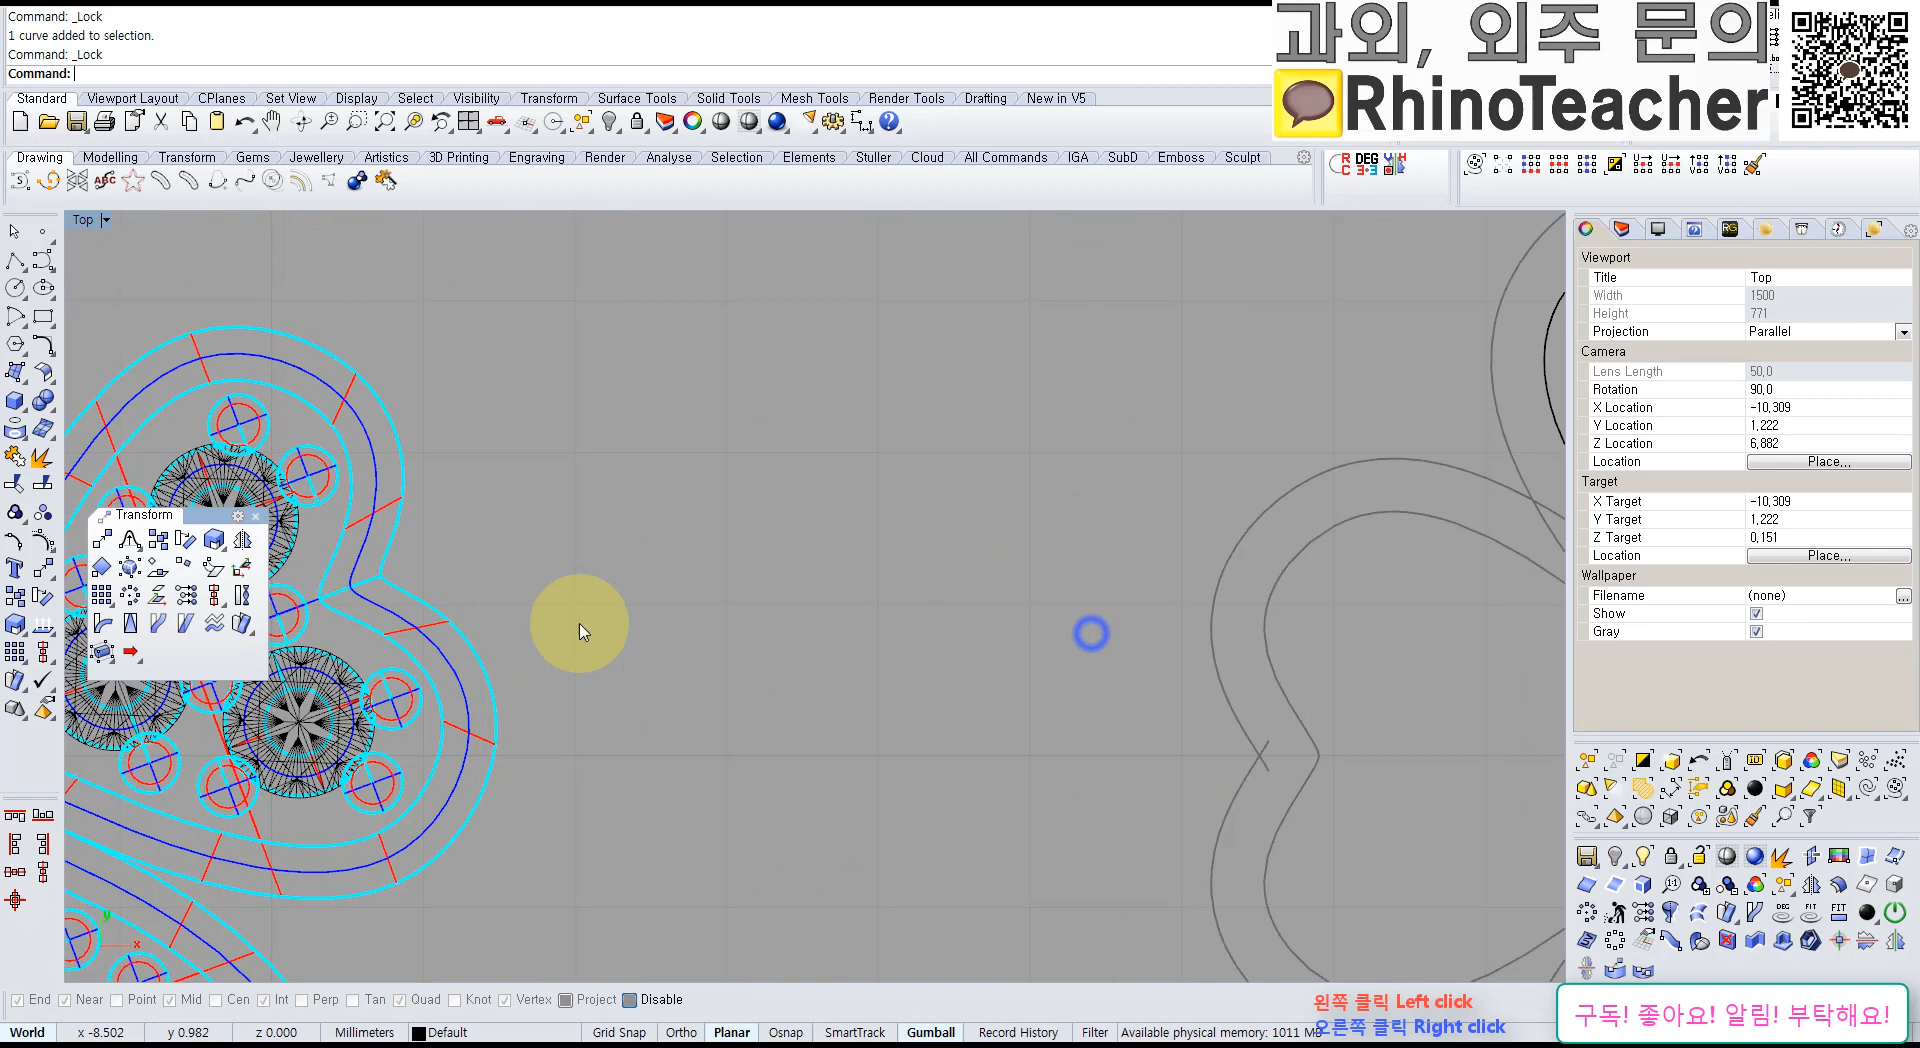 Command: _Lock
1 curve added to selection.
Command: _Lock
Command:
과외, 외주 문의
RhinoTeacher
Standard Viewport Layout CPlanes Set View Display Select Visibility Transform Surface Tools Solid Tools Mesh Tools Render Tools Drafting New in V5
Drawing Modelling Transform Gems Jewellery Artistics 3D Printing Engraving Render Analyse Selection Elements Stuller Cloud All Commands IGA SubD Emboss Sculpt
Top
Transform
Viewport
Title Top
Width 1500
Height 771
Projection Parallel
Camera
Lens Length 50,0
Rotation 90,0
X Location -10,309
Y Location 1,222
Z Location 6,882
Location Place...
Target
X Target -10,309
Y Target 1,222
Z Target 0,151
Location Place...
Wallpaper
Filename (none) ...
Show
Gray
y
x
End Near Point Mid Cen Int Perp Tan Quad Knot Vertex Project Disable
왼쪽 클릭 Left click
오른쪽 클릭 Right click
구독! 좋아요! 알림! 부탁해요!
World x -8.502 y 0.982 z 0.000 Millimeters Default Grid Snap Ortho Planar Osnap SmartTrack Gumball Record History Filter Available physical memory: 1011 MB